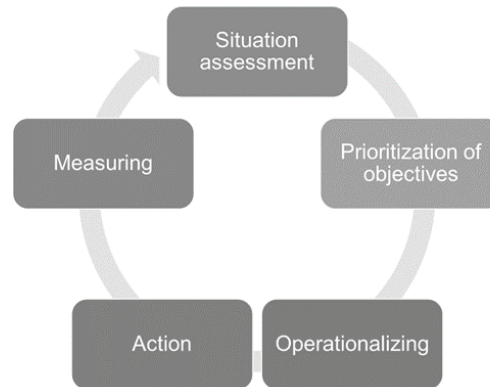 Situation
assessment
Prioritization of
objectives
Operationalizing
Action
Measuring